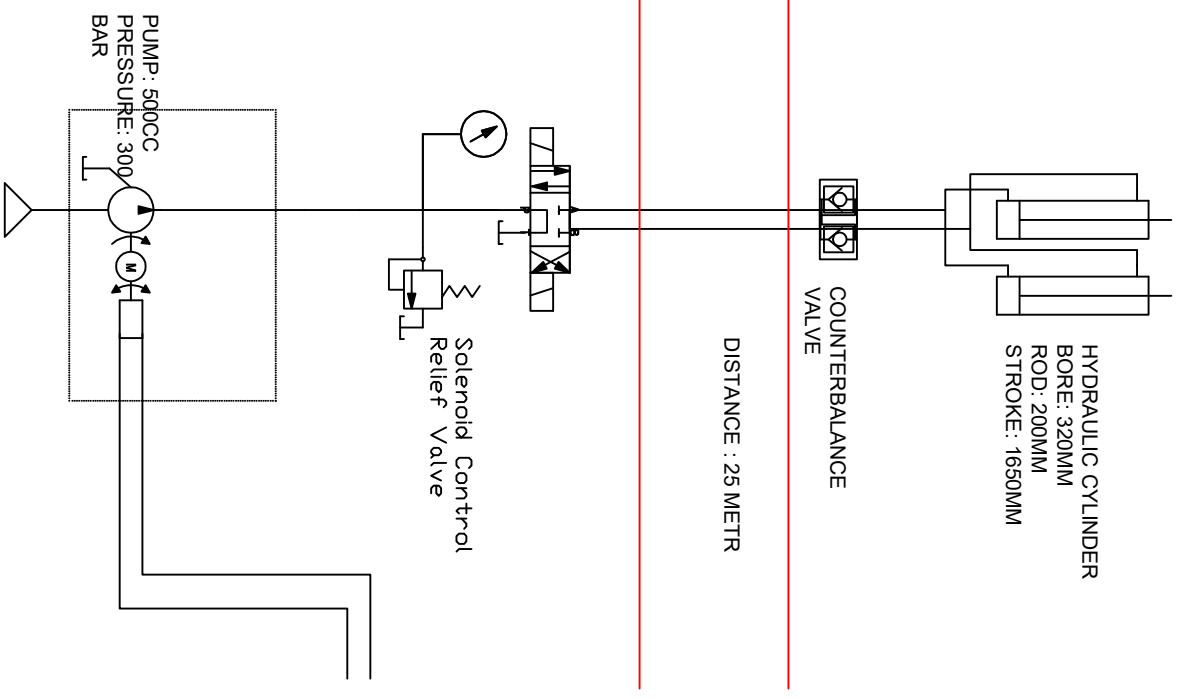 PUMP: 500CC
PRESSURE: 300
BAR
M
Solenoid Control
Relief Valve
DISTANCE : 25 METR
COUNTERBALANCE
VALVE
HYDRAULIC CYLINDER
BORE: 320MM
ROD: 200MM
STROKE: 1650MM